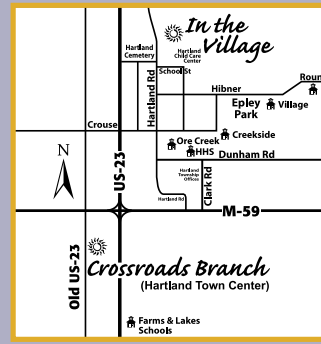 In the
Village
Hartland
Cemetery
Hartland
Child Care
Center
School St
Hartland Rd
Hibner
Roun
Epley
Park
Village
Crouse
Creekside
Ore Creek
HHS
Dunham Rd
N
US-23
Hartland
Township
Offices
Clark Rd
Hartland Rd
M-59
Old US-23
Crossroads Branch
(Hartland Town Center)
Farms & Lakes
Schools